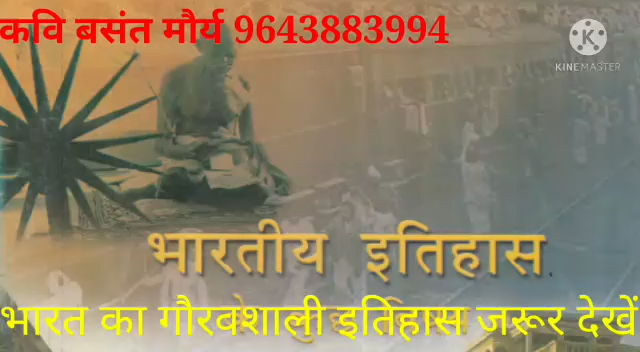 कवि बसंत मौर्य 9643883994
KINEMASTER
भारतीय इतिहास
भारत का गौरवशाली इतिहास जरूर देखें